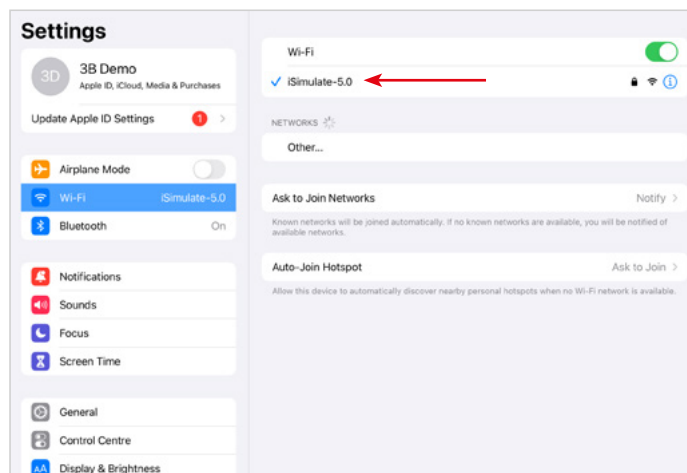 Settings
3D
3B Demo
Apple ID, iCloud, Media & Purchases
Update Apple ID Settings 1
Airplane Mode
Wi-Fi iSimulate-5.0
Bluetooth On
Notifications
Sounds
Focus
Screen Time
General
Control Centre
AA Display & Brightness
Wi-Fi
iSimulate-5.0
NETWORKS
Other...
Ask to Join Networks Notify
Known networks will be joined automatically. If no known networks are available, you will be notified of
available networks.
Auto-Join Hotspot Ask to Join
Allow this device to automatically discover nearby personal hotspots when no Wi-Fi network is available.